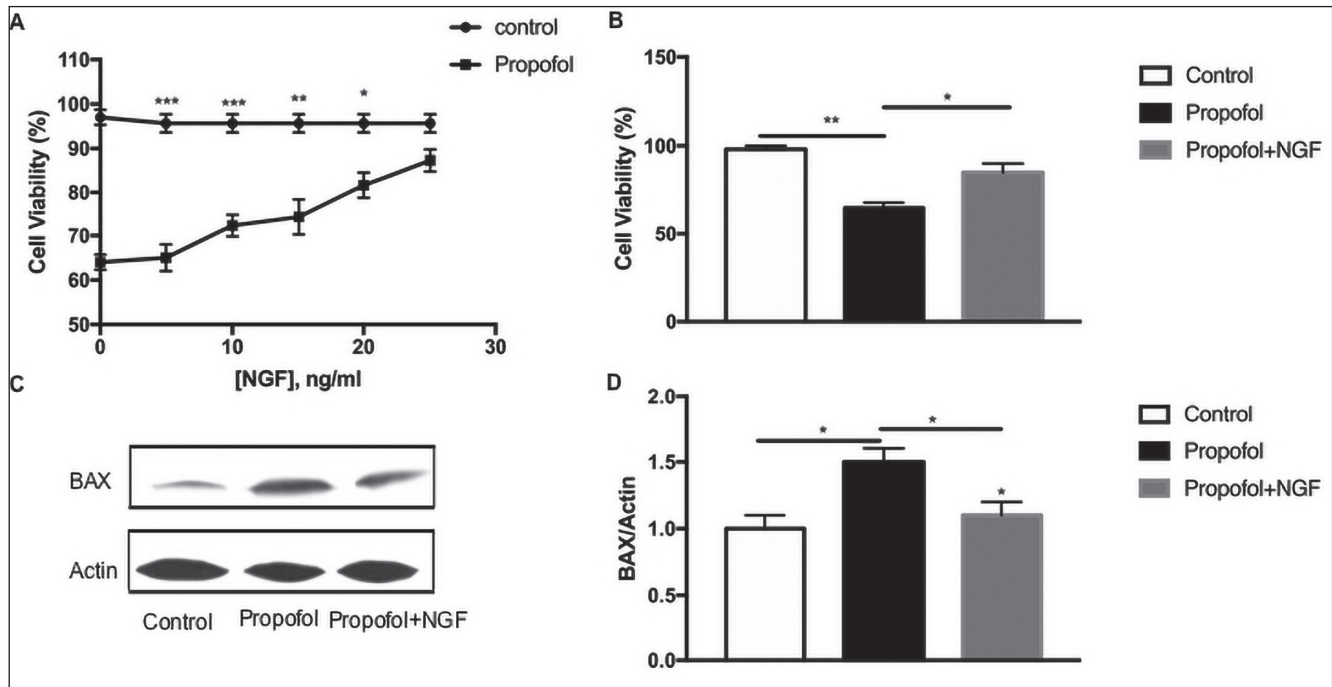 A
control
Propofol
110
100
90
80
70
60
50
*** *** ** *
Cell Viability (%)
0 10 20 30
[NGF], ng/ml
B
150
100
50
0
Cell Viability (%)
** *
Control
Propofol
Propofol+NGF
C
BAX
Actin
Control Propofol Propofol+NGF
D
2.0
1.5
1.0
0.5
0.0
BAX/Actin
* *
*
Control
Propofol
Propofol+NGF